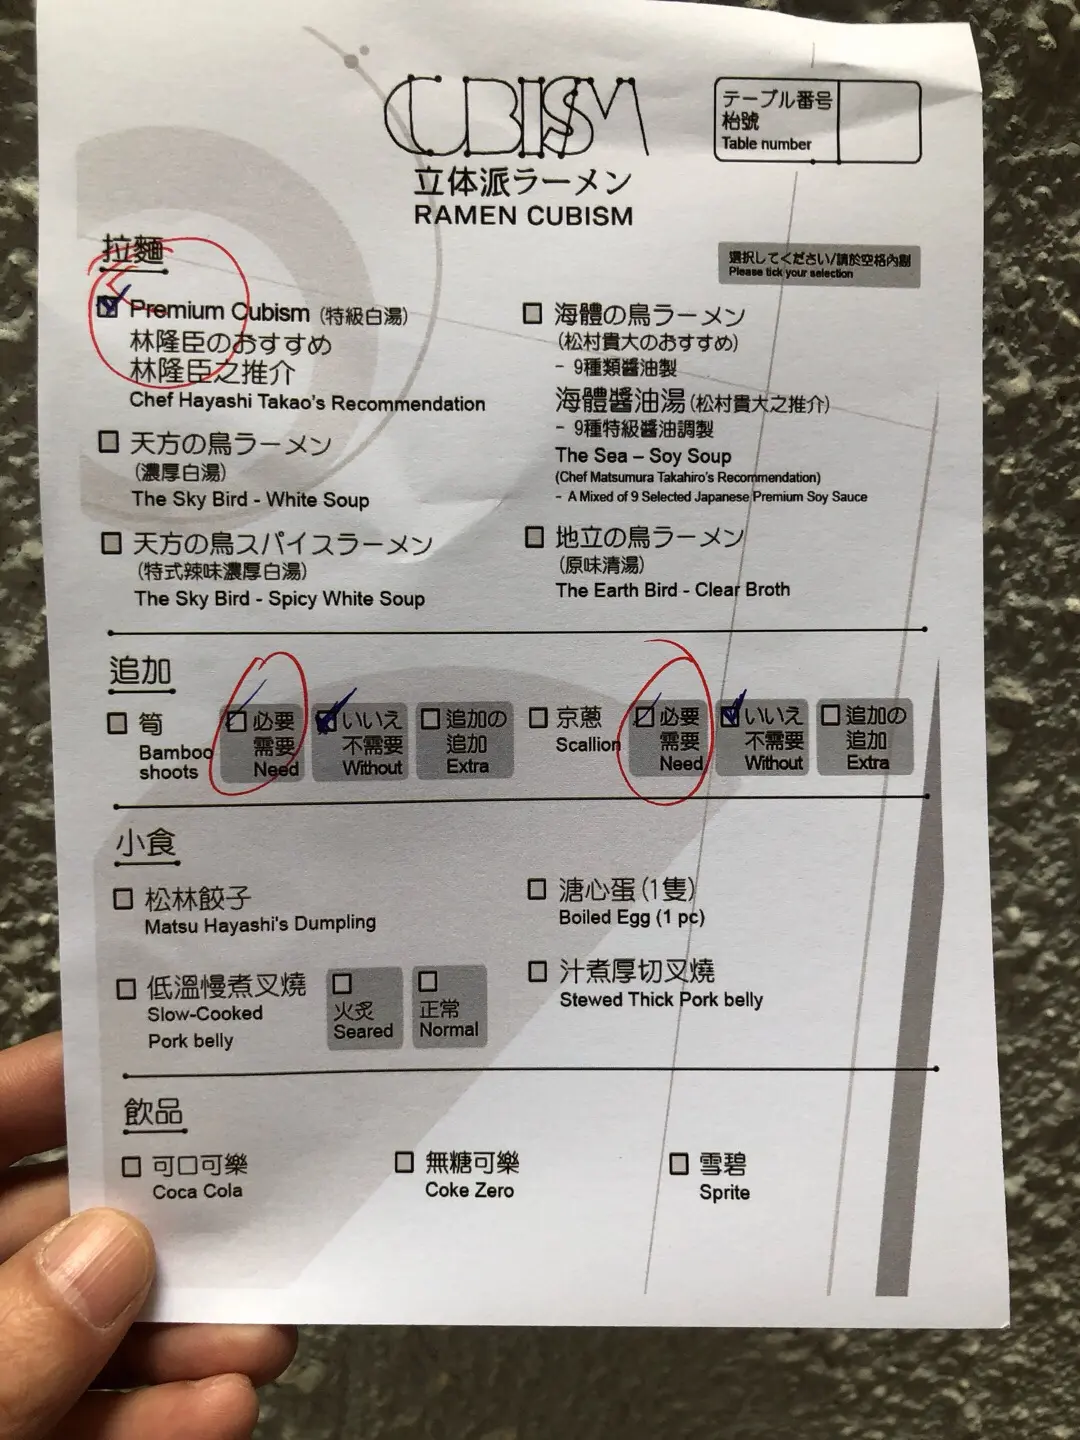 CUBISM
立体派ラーメン
RAMEN CUBISM
テーブル番号
枱號
Table number
選択してください/請於空格內劃
Please tick your selection
拉麵
Premium Cubism (特級白湯)
林隆臣のおすすめ
林隆臣之推介
Chef Hayashi Takao's Recommendation
天方の鳥ラーメン
(濃厚白湯)
The Sky Bird - White Soup
天方の鳥スパイスラーメン
(特式辣味濃厚白湯)
The Sky Bird - Spicy White Soup
海體の鳥ラーメン
(松村貴大のおすすめ)
- 9種類醬油製
海體醬油湯(松村貴大之推介)
- 9種特級醬油調製
The Sea – Soy Soup
(Chef Matsumura Takahiro's Recommendation)
- A Mixed of 9 Selected Japanese Premium Soy Sauce
地立の鳥ラーメン
(原味清湯)
The Earth Bird - Clear Broth
追加
筍
Bamboo
shoots
必要
需要
Need
いいえ
不需要
Without
追加の
追加
Extra
京蔥
Scallion
必要
需要
Need
いいえ
不需要
Without
追加の
追加
Extra
小食
松林餃子
Matsu Hayashi's Dumpling
溏心蛋(1隻)
Boiled Egg (1 pc)
低溫慢煮叉燒
Slow-Cooked
Pork belly
火炙
Seared
正常
Normal
汁煮厚切叉燒
Stewed Thick Pork belly
飲品
可口可樂
Coca Cola
無糖可樂
Coke Zero
雪碧
Sprite